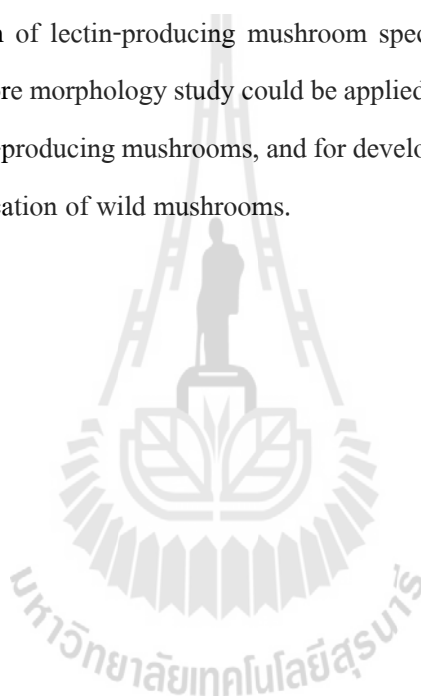 of lectin-producing mushroom spec
re morphology study could be applied
producing mushrooms, and for develo
cation of wild mushrooms.
มหาวิทยาลัยเทคโนโลยีสุรนารี